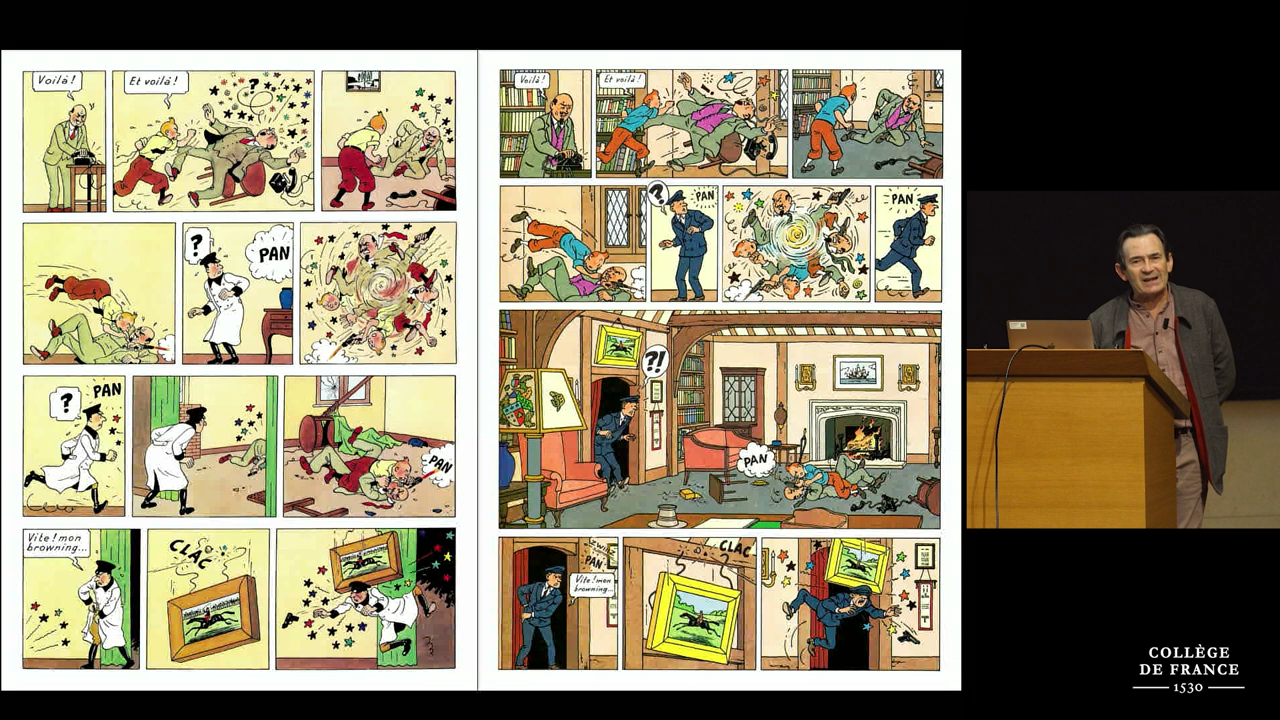 Voilà !
Et voilà !
?
?
PAN
?
PAN
PAN
Vite ! mon
browning...
CLAC
Voilà !
Et voilà !
?
PAN
PAN
?!
PAN
PAN
Vite ! mon
browning...
CLAC
COLLÈGE
DE FRANCE
1530